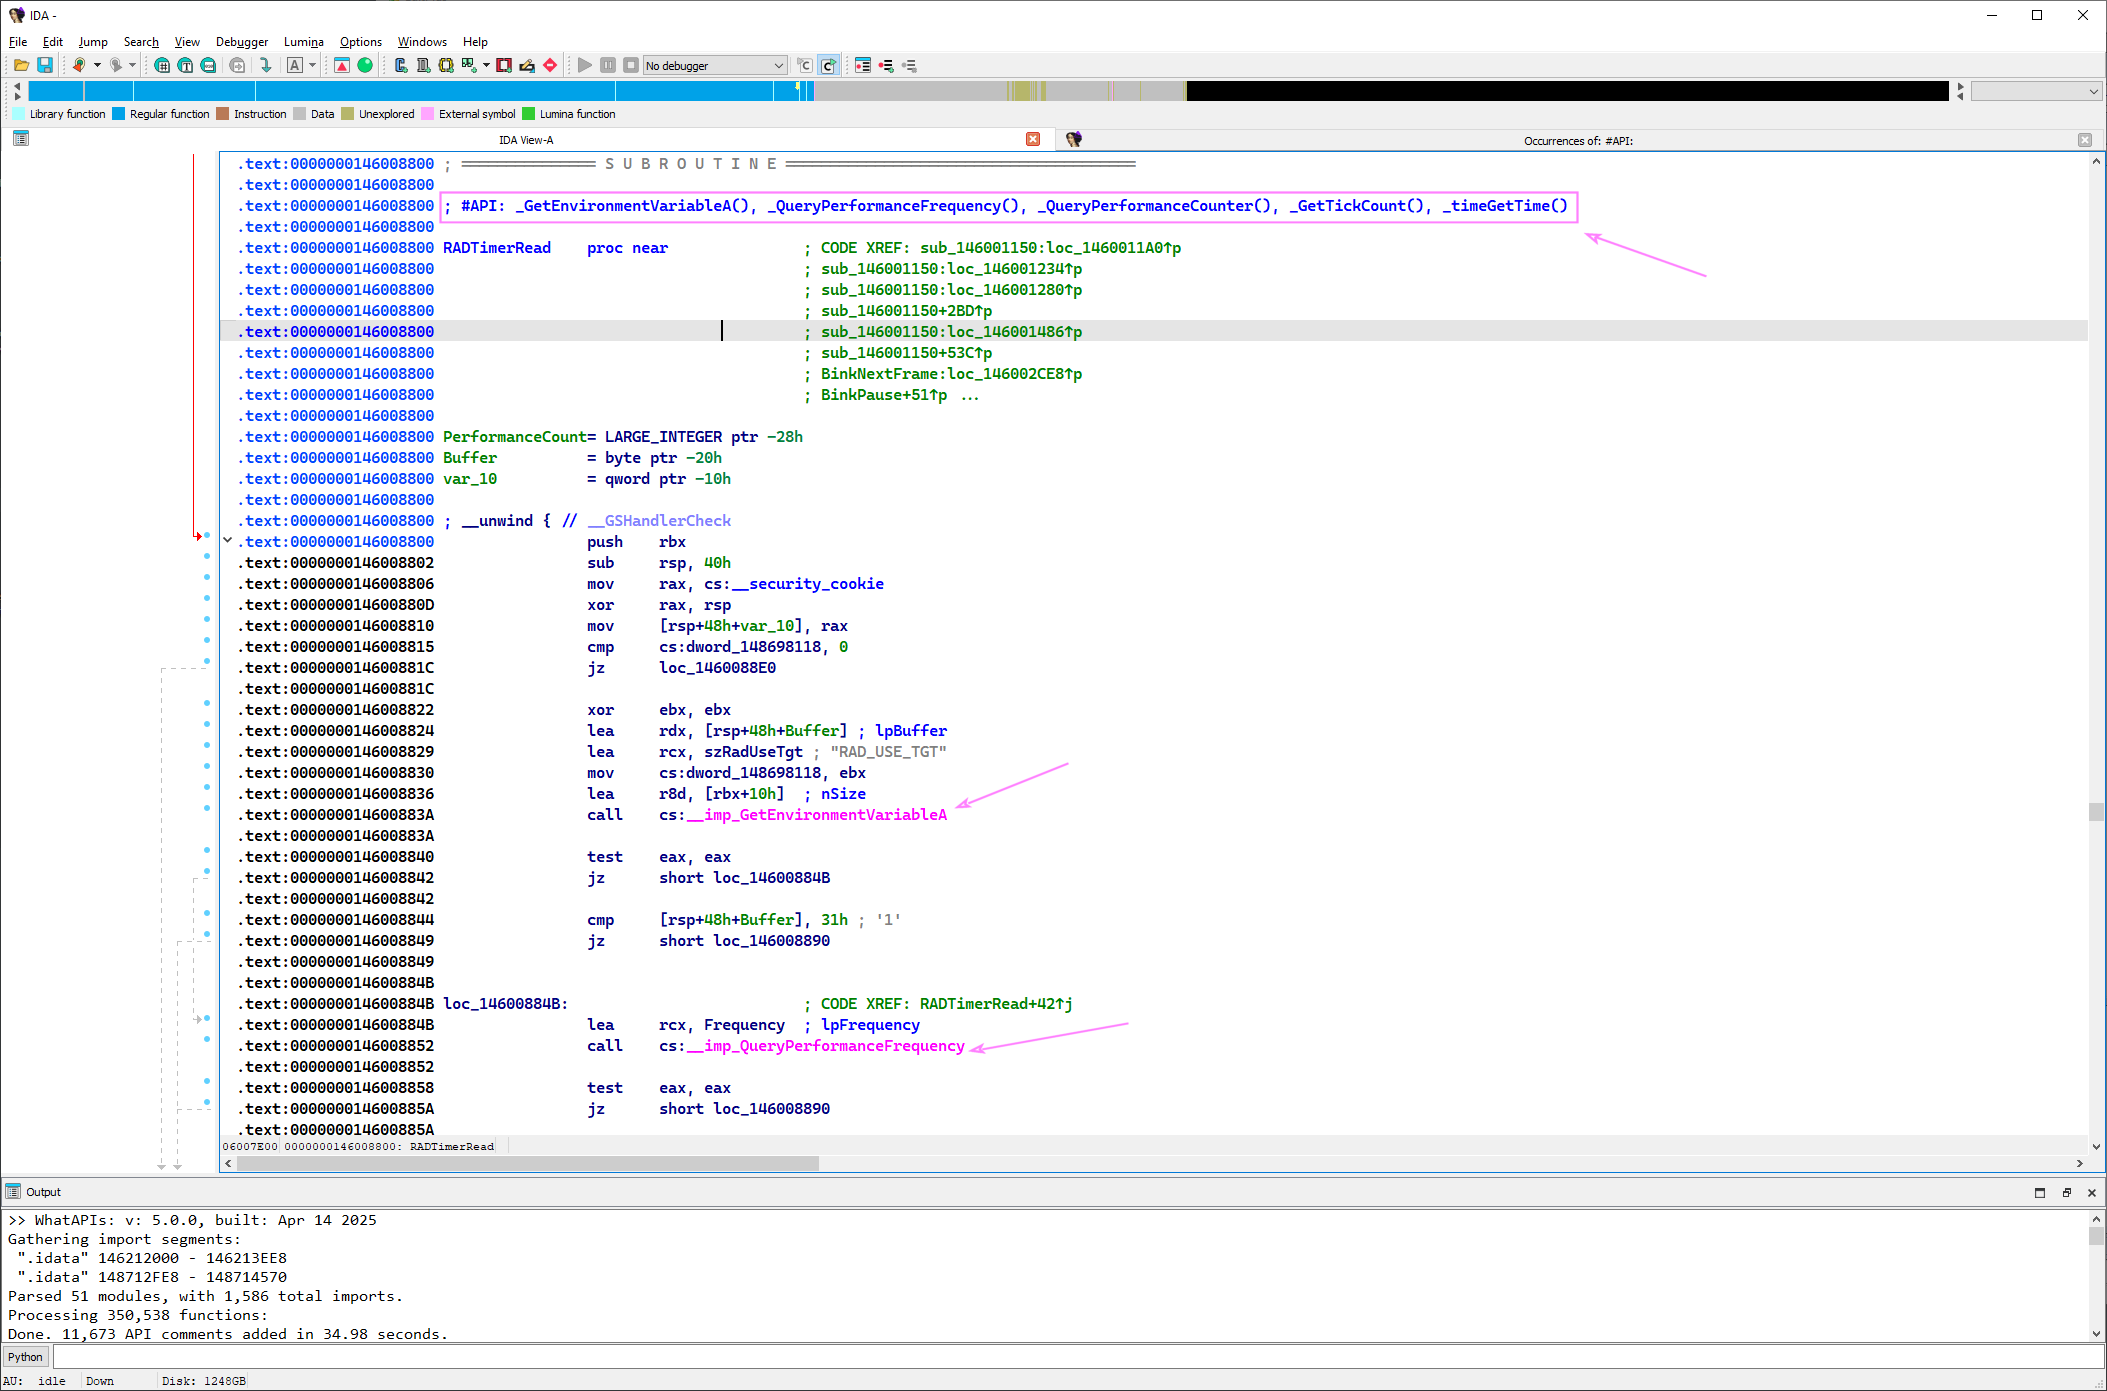 IDA -
File Edit Jump Search View Debugger Lumina Options Windows Help
No debugger
Library function Regular function Instruction Data Unexplored External symbol Lumina function
IDA View-A Occurrences of: #API:
.text:0000000146008800 ; =============== S U B R O U T I N E =======================================
.text:0000000146008800
.text:0000000146008800 ; #API: _GetEnvironmentVariableA(), _QueryPerformanceFrequency(), _QueryPerformanceCounter(), _GetTickCount(), _timeGetTime()
.text:0000000146008800
.text:0000000146008800 RADTimerRead proc near ; CODE XREF: sub_146001150:loc_1460011A0↑p
.text:0000000146008800 ; sub_146001150:loc_146001234↑p
.text:0000000146008800 ; sub_146001150:loc_146001280↑p
.text:0000000146008800 ; sub_146001150+2BD↑p
.text:0000000146008800 ; sub_146001150:loc_146001486↑p
.text:0000000146008800 ; sub_146001150+53C↑p
.text:0000000146008800 ; BinkNextFrame:loc_146002CE8↑p
.text:0000000146008800 ; BinkPause+51↑p ...
.text:0000000146008800
.text:0000000146008800 PerformanceCount= LARGE_INTEGER ptr -28h
.text:0000000146008800 Buffer = byte ptr -20h
.text:0000000146008800 var_10 = qword ptr -10h
.text:0000000146008800
.text:0000000146008800 ; __unwind { // __GSHandlerCheck
.text:0000000146008800 push rbx
.text:0000000146008802 sub rsp, 40h
.text:0000000146008806 mov rax, cs:__security_cookie
.text:000000014600880D xor rax, rsp
.text:0000000146008810 mov [rsp+48h+var_10], rax
.text:0000000146008815 cmp cs:dword_148698118, 0
.text:000000014600881C jz loc_1460088E0
.text:000000014600881C
.text:0000000146008822 xor ebx, ebx
.text:0000000146008824 lea rdx, [rsp+48h+Buffer] ; lpBuffer
.text:0000000146008829 lea rcx, szRadUseTgt ; "RAD_USE_TGT"
.text:0000000146008830 mov cs:dword_148698118, ebx
.text:0000000146008836 lea r8d, [rbx+10h] ; nSize
.text:000000014600883A call cs:__imp_GetEnvironmentVariableA
.text:000000014600883A
.text:0000000146008840 test eax, eax
.text:0000000146008842 jz short loc_14600884B
.text:0000000146008842
.text:0000000146008844 cmp [rsp+48h+Buffer], 31h ; '1'
.text:0000000146008849 jz short loc_146008890
.text:0000000146008849
.text:000000014600884B
.text:000000014600884B loc_14600884B: ; CODE XREF: RADTimerRead+42↑j
.text:000000014600884B lea rcx, Frequency ; lpFrequency
.text:0000000146008852 call cs:__imp_QueryPerformanceFrequency
.text:0000000146008852
.text:0000000146008858 test eax, eax
.text:000000014600885A jz short loc_146008890
.text:000000014600885A
06007E00 0000000146008800: RADTimerRead
Output
>> WhatAPIs: v: 5.0.0, built: Apr 14 2025
Gathering import segments:
".idata" 146212000 - 146213EE8
".idata" 148712FE8 - 148714570
Parsed 51 modules, with 1,586 total imports.
Processing 350,538 functions:
Done. 11,673 API comments added in 34.98 seconds.
Python
AU: idle Down Disk: 1248GB